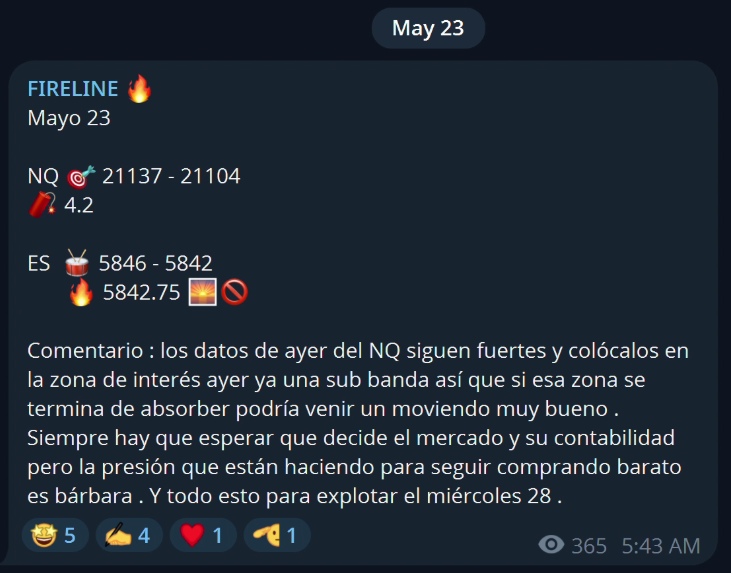 May 23
FIRELINE 🔥
Mayo 23
NQ 🎯 21137 - 21104
🧨 4.2
ES 🥁 5846 - 5842
🔥 5842.75 🌅🚫
Comentario : los datos de ayer del NQ siguen fuertes y colócalos en
la zona de interés ayer ya una sub banda así que si esa zona se
termina de absorber podría venir un moviendo muy bueno .
Siempre hay que esperar que decide el mercado y su contabilidad
pero la presión que están haciendo para seguir comprando barato
es bárbara . Y todo esto para explotar el miércoles 28 .
🤩 5 ✍️ 4 ❤️ 1 🫡 1
365 5:43 AM